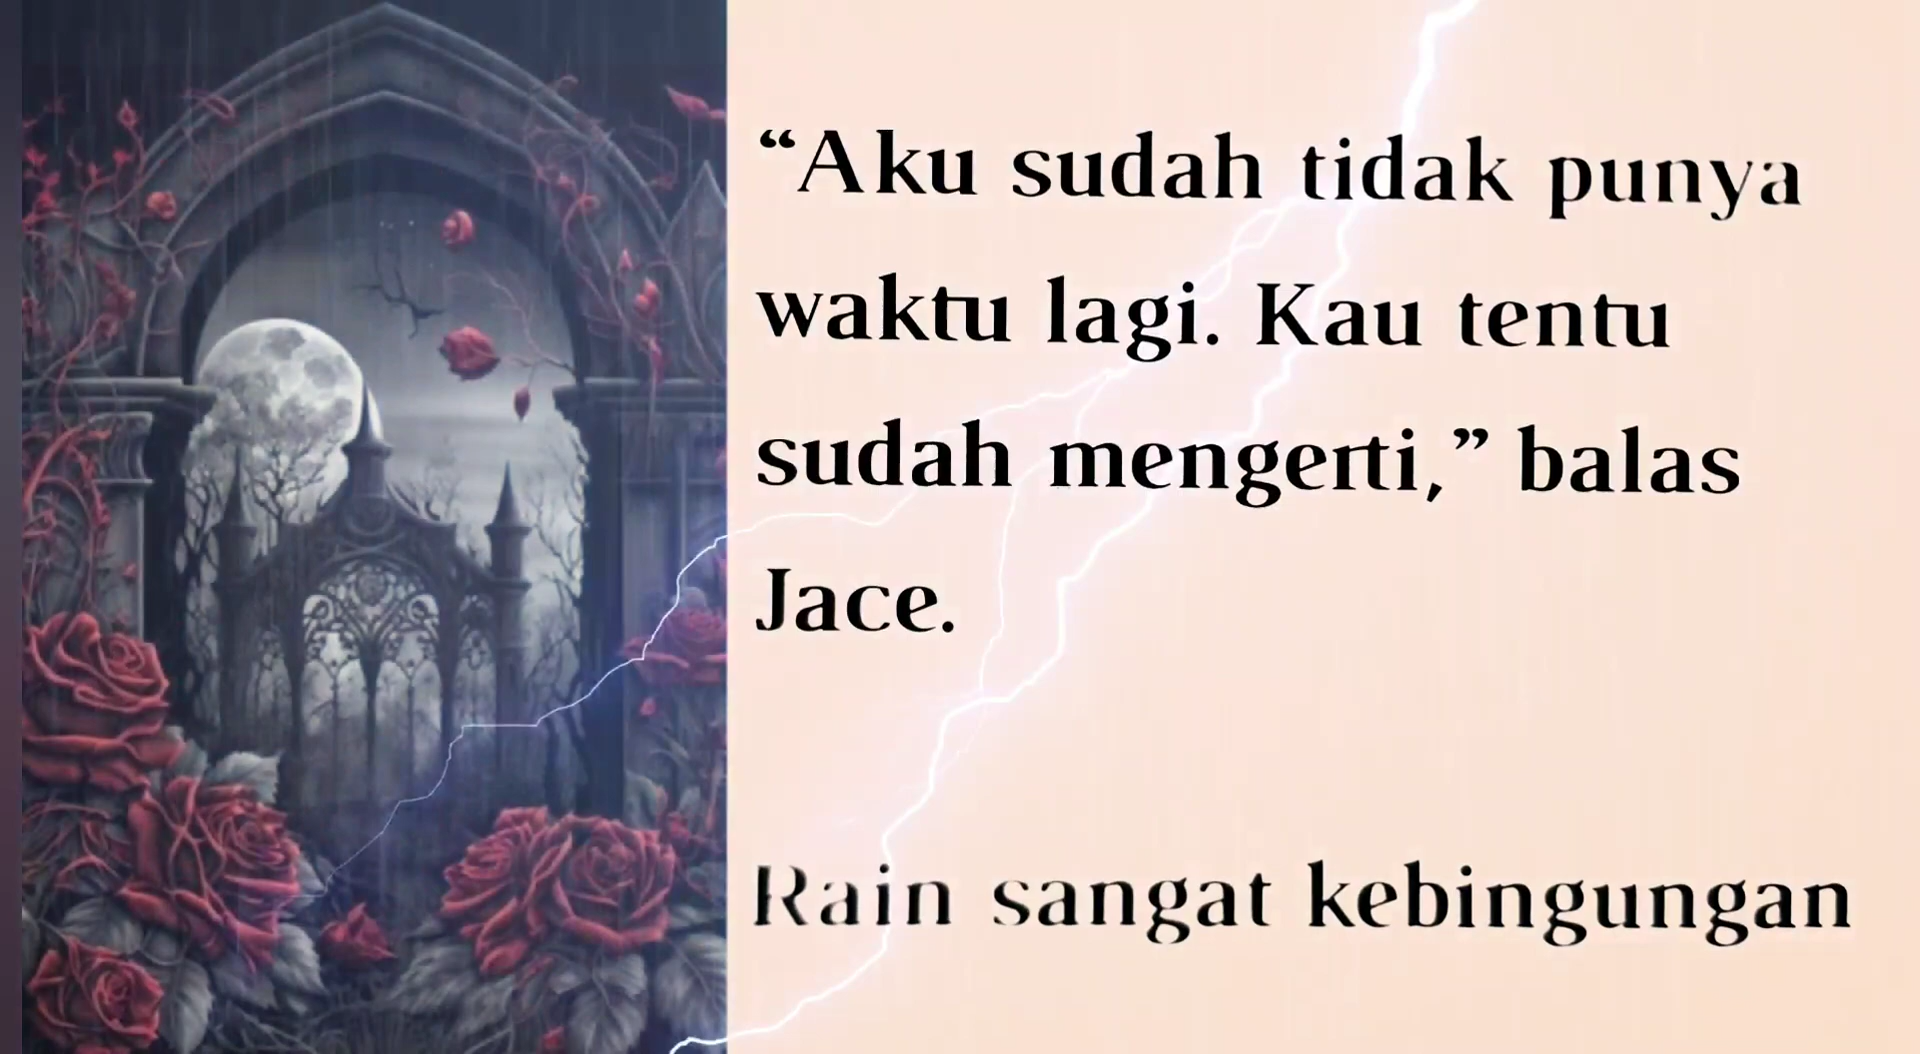 “Aku sudah tidak punya
waktu lagi. Kau tentu
sudah mengerti,” balas
Jace.
Rain sangat kebingungan